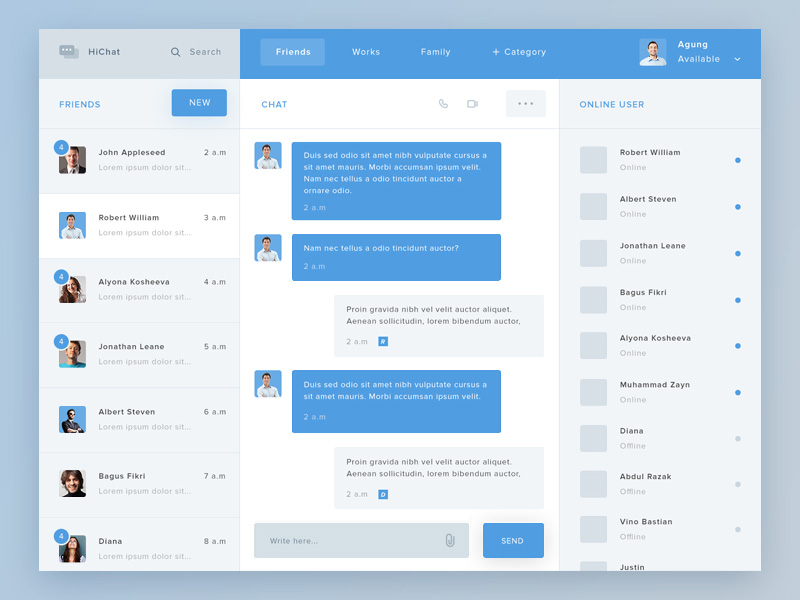 HiChat
Search
Friends
Works
Family
+ Category
Agung
Available
FRIENDS
NEW
4
John Appleseed
2 a.m
Lorem ipsum dolor sit...
Robert William
3 a.m
Lorem ipsum dolor sit...
4
Alyona Kosheeva
4 a.m
Lorem ipsum dolor sit...
4
Jonathan Leane
5 a.m
Lorem ipsum dolor sit...
Albert Steven
6 a.m
Lorem ipsum dolor sit...
Bagus Fikri
7 a.m
Lorem ipsum dolor sit...
4
Diana
8 a.m
Lorem ipsum dolor sit...
CHAT
Duis sed odio sit amet nibh vulputate cursus a
sit amet mauris. Morbi accumsan ipsum velit.
Nam nec tellus a odio tincidunt auctor a
ornare odio.
2 a.m
Nam nec tellus a odio tincidunt auctor?
2 a.m
Proin gravida nibh vel velit auctor aliquet.
Aenean sollicitudin, lorem bibendum auctor,
2 a.m R
Duis sed odio sit amet nibh vulputate cursus a
sit amet mauris. Morbi accumsan ipsum velit.
2 a.m
Proin gravida nibh vel velit auctor aliquet.
Aenean sollicitudin, lorem bibendum auctor,
2 a.m D
Write here...
SEND
ONLINE USER
Robert William
Online
Albert Steven
Online
Jonathan Leane
Online
Bagus Fikri
Online
Alyona Kosheeva
Online
Muhammad Zayn
Online
Diana
Offline
Abdul Razak
Offline
Vino Bastian
Offline
Justin